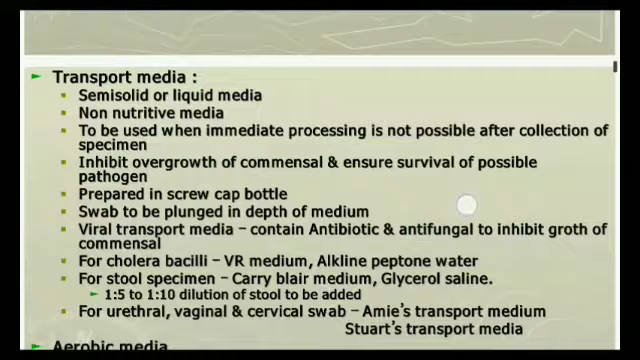 Transport media :
Semisolid or liquid media
Non nutritive media
To be used when immediate processing is not possible after collection of
specimen
Inhibit overgrowth of commensal & ensure survival of possible
pathogen
Prepared in screw cap bottle
Swab to be plunged in depth of medium
Viral transport media – contain Antibiotic & antifungal to inhibit groth of
commensal
For cholera bacilli – VR medium, Alkline peptone water
For stool specimen – Carry blair medium, Glycerol saline.
1:5 to 1:10 dilution of stool to be added
For urethral, vaginal & cervical swab – Amie's transport medium
Stuart's transport media
Aerobic media